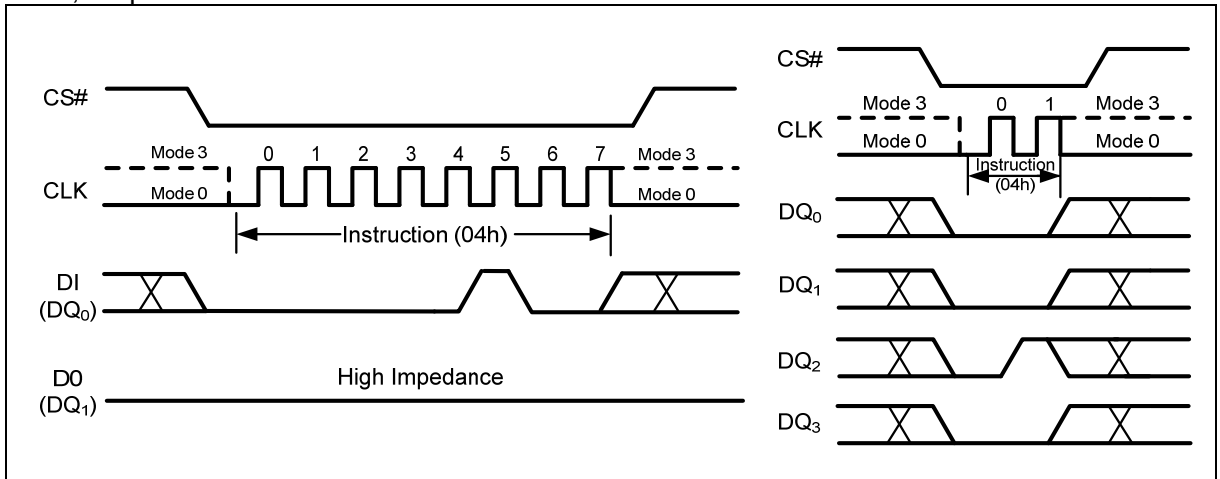 CS#
Mode 3
0 1 2 3 4 5 6 7
Mode 3
CLK
Mode 0
Mode 0
Instruction (04h)
DI
(DQ0)
D0
(DQ1)
High Impedance
CS#
Mode 3
0 1
Mode 3
CLK
Mode 0
Mode 0
Instruction
(04h)
DQ0
DQ1
DQ2
DQ3